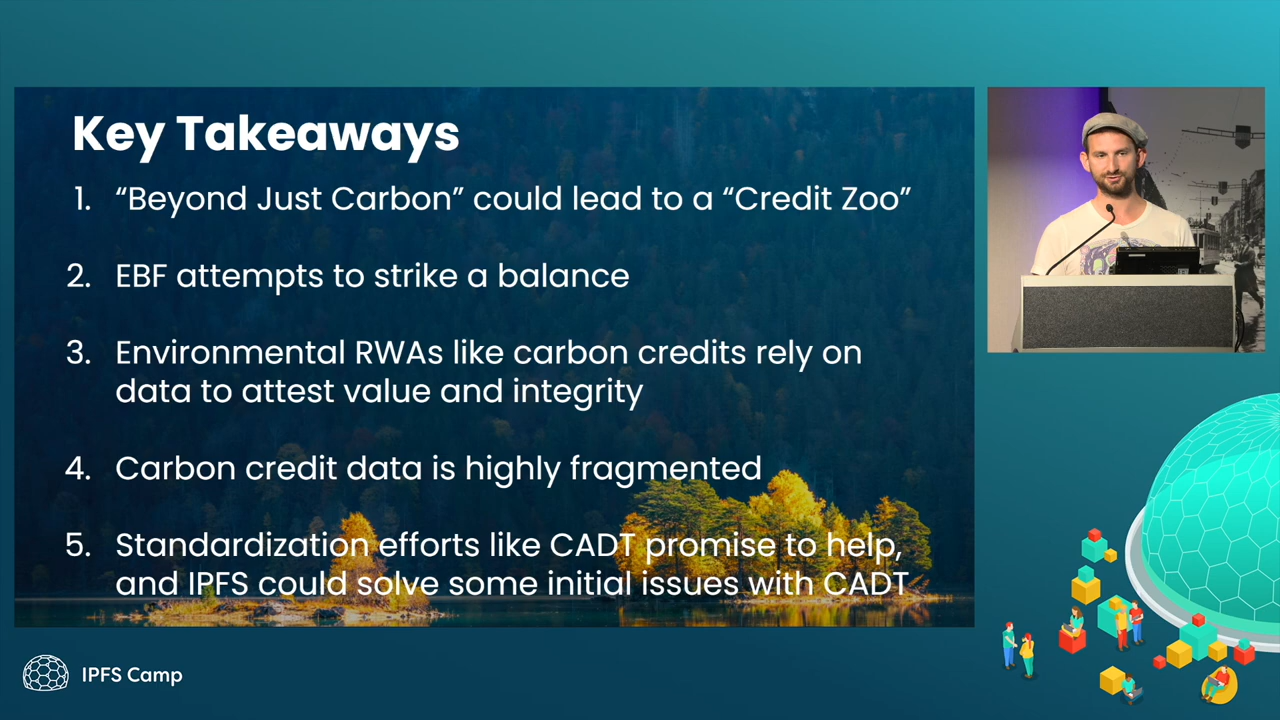 Key Takeaways
1. “Beyond Just Carbon” could lead to a “Credit Zoo”
2. EBF attempts to strike a balance
3. Environmental RWAs like carbon credits rely on
data to attest value and integrity
4. Carbon credit data is highly fragmented
5. Standardization efforts like CADT promise to help,
and IPFS could solve some initial issues with CADT
IPFS Camp